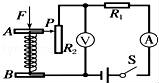 F R₁
A P
R₂ V A
B S